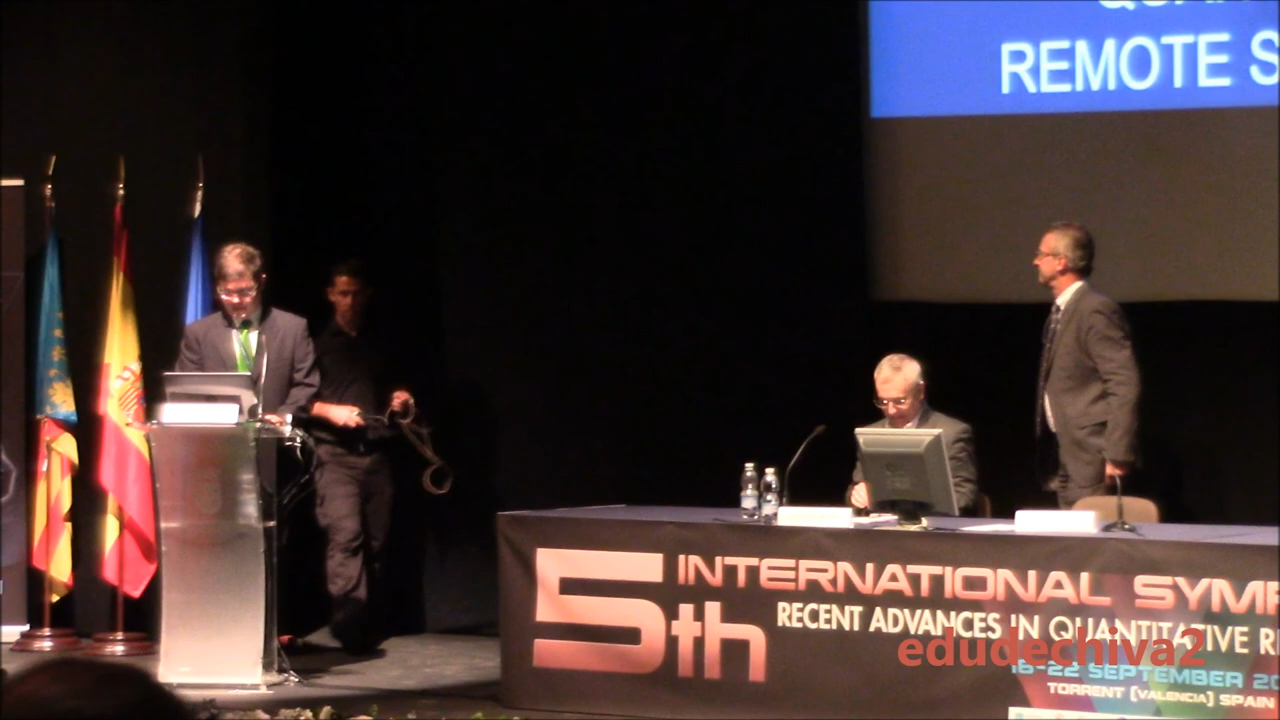 REMOTE S
5th
INTERNATIONAL SYMP
RECENT ADVANCES IN QUANTITATIVE R
edudechiva2
16-22 SEPTEMBER 20
TORRENT (VALENCIA) SPAIN